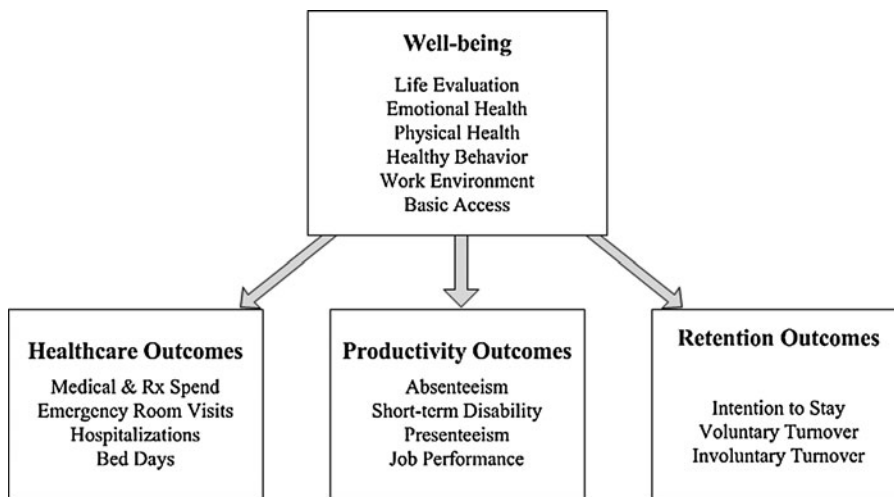 Well-being
Life Evaluation
Emotional Health
Physical Health
Healthy Behavior
Work Environment
Basic Access
Healthcare Outcomes
Medical & Rx Spend
Emergency Room Visits
Hospitalizations
Bed Days
Productivity Outcomes
Absenteeism
Short-term Disability
Presenteeism
Job Performance
Retention Outcomes
Intention to Stay
Voluntary Turnover
Involuntary Turnover